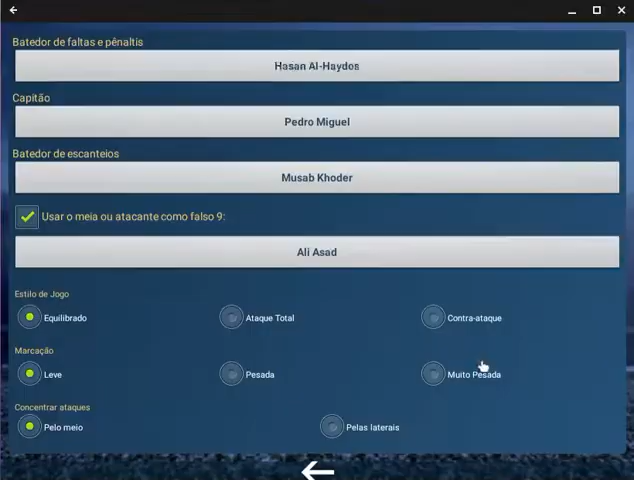 Batedor de faltas e pênaltis
Hasan Al-Haydos
Capitão
Pedro Miguel
Batedor de escanteios
Musab Khoder
Usar o meia ou atacante como falso 9:
Ali Asad
Estilo de Jogo
Equilibrado Ataque Total Contra-ataque
Marcação
Leve Pesada Muito Pesada
Concentrar ataques
Pelo meio Pelas laterais